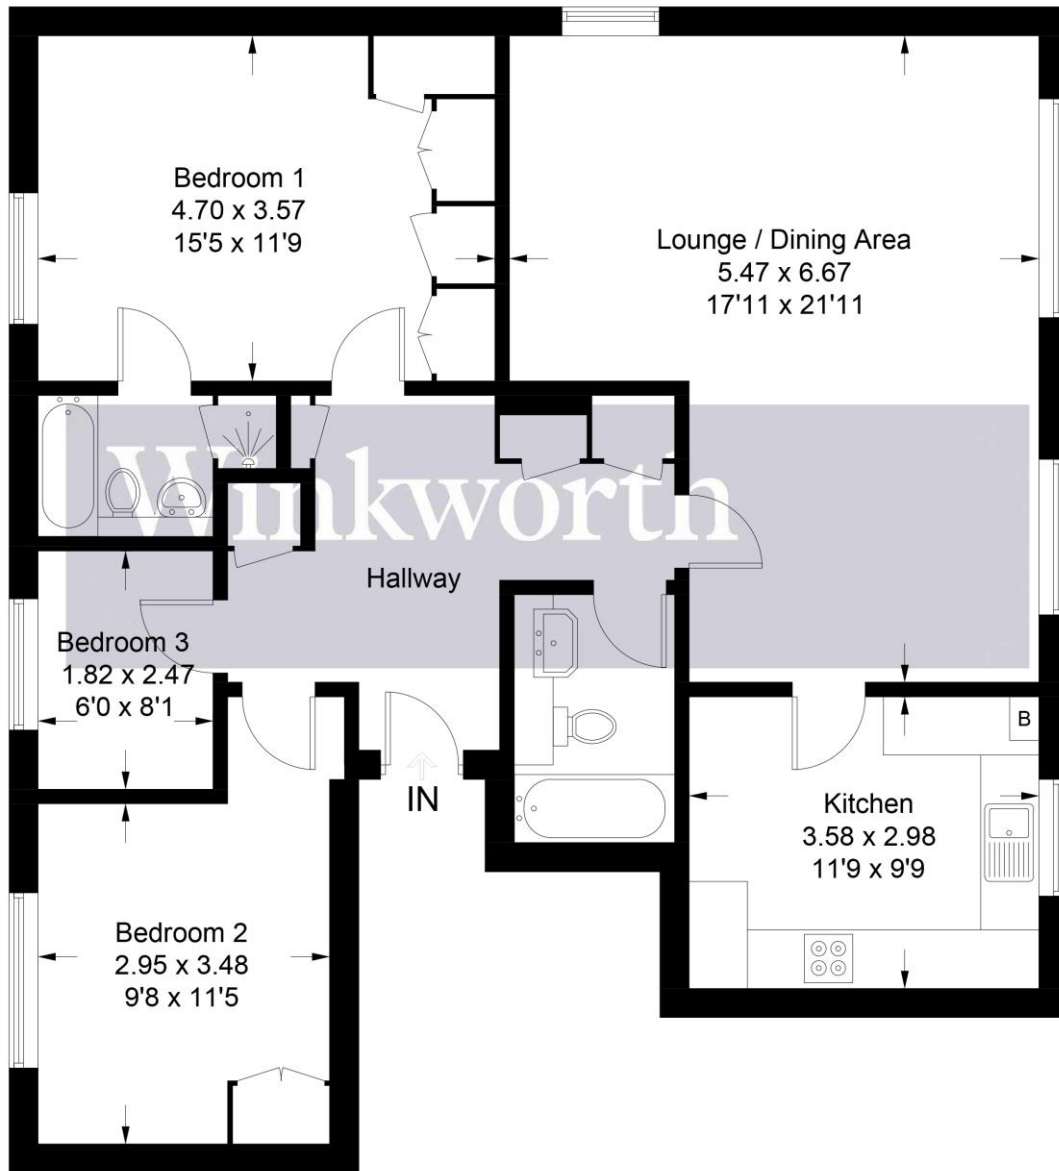 Bedroom 1
4.70 x 3.57
15'5 x 11'9
Lounge / Dining Area
5.47 x 6.67
17'11 x 21'11
Winkworth
Hallway
Bedroom 3
1.82 x 2.47
6'0 x 8'1
IN
B
Kitchen
3.58 x 2.98
11'9 x 9'9
Bedroom 2
2.95 x 3.48
9'8 x 11'5